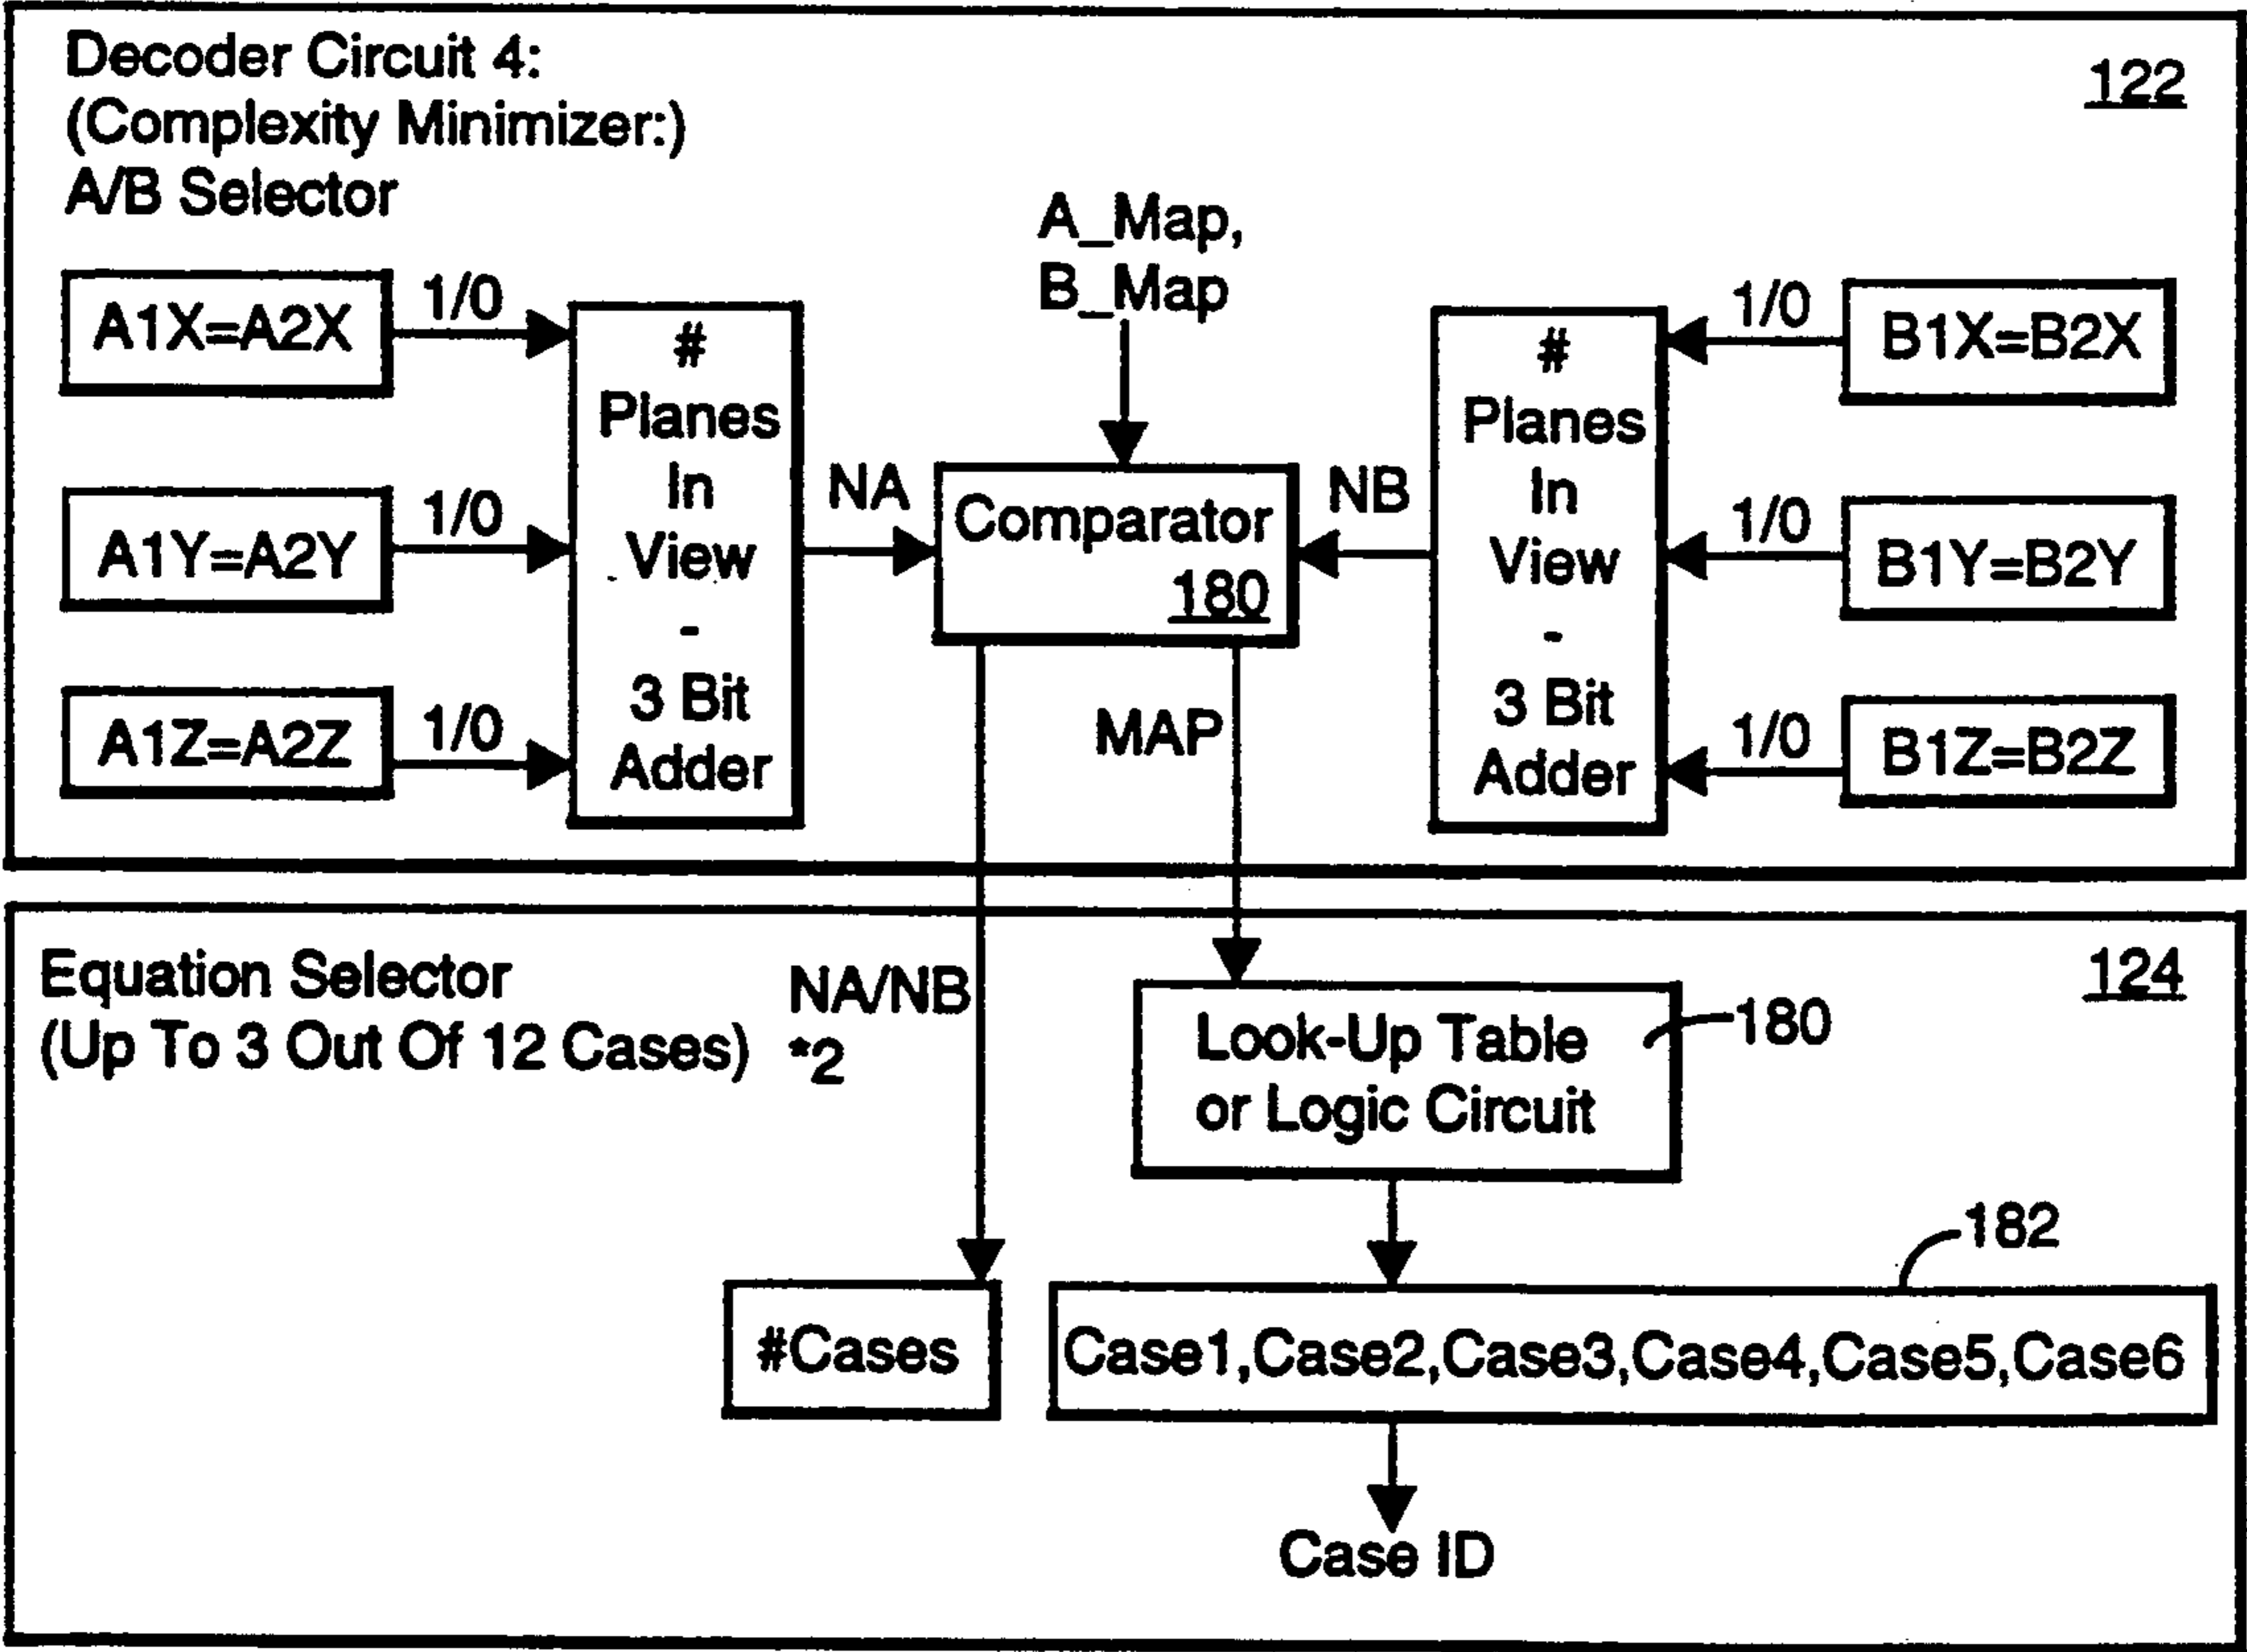 Decoder Circuit 4:
(Complexity Minimizer:)
A/B Selector
122
A_Map,
B_Map
A1X=A2X
1/0
A1Y=A2Y
1/0
A1Z=A2Z
1/0
#
Planes
In
View
-
3 Bit
Adder
NA
Comparator
180
NB
#
Planes
In
View
-
3 Bit
Adder
1/0
B1X=B2X
1/0
B1Y=B2Y
1/0
B1Z=B2Z
MAP
Equation Selector
(Up To 3 Out Of 12 Cases)
NA/NB
*2
124
Look-Up Table
or Logic Circuit
180
182
#Cases
Case1,Case2,Case3,Case4,Case5,Case6
Case ID